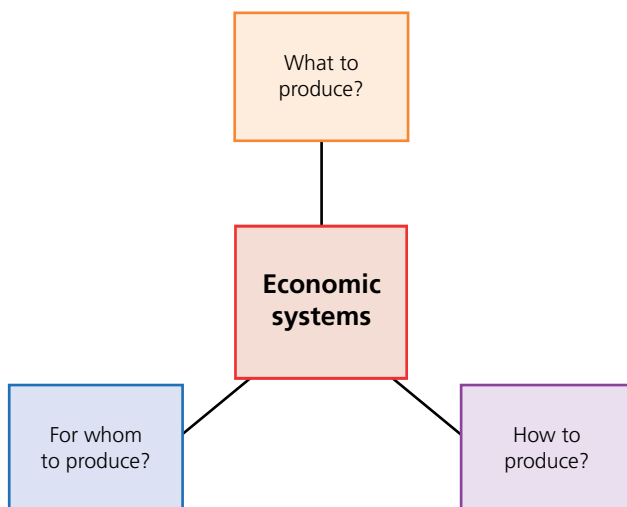 What to
produce?
Economic
systems
For whom
to produce?
How to
produce?